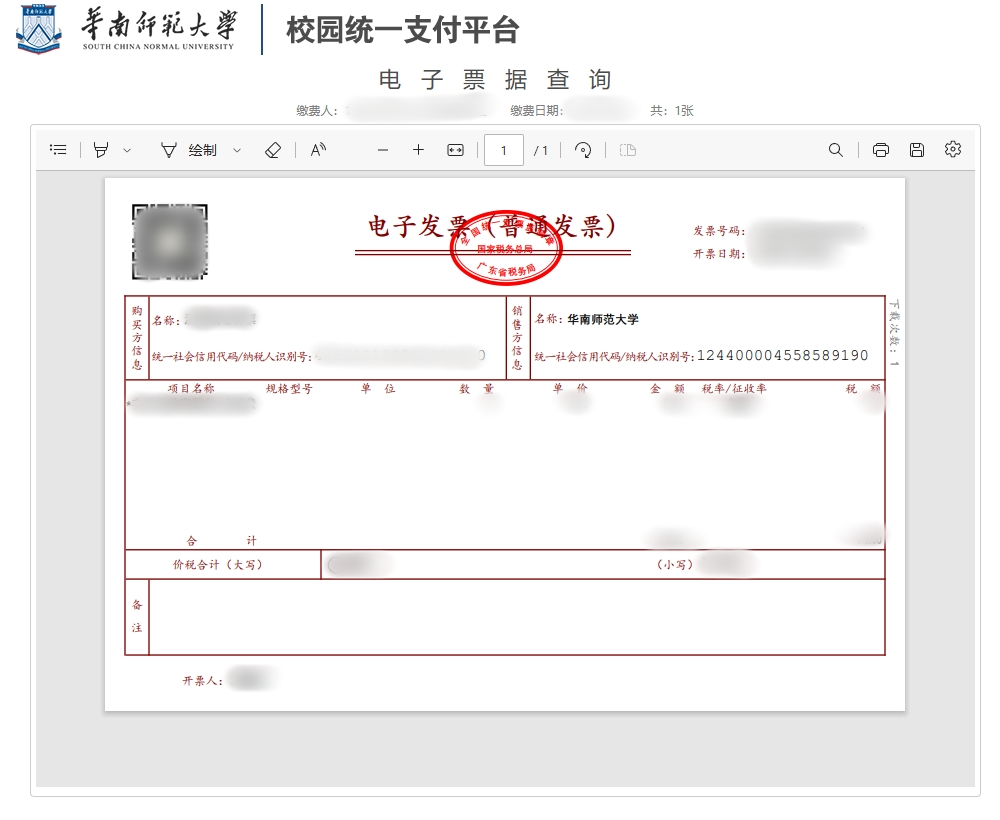 華南師範大學
SOUTH CHINA NORMAL UNIVERSITY
校园统一支付平台
电 子 票 据 查 询
缴费人: 缴费日期: 共: 1张
绘制 A 1 / 1
电子发票（普通发票）
全国统一发票监制章
国家税务总局
广东省税务局
发票号码:
开票日期:
购买方信息
名称:
统一社会信用代码/纳税人识别号:
销售方信息
名称: 华南师范大学
统一社会信用代码/纳税人识别号: 124400004558589190
下载次数: 1
项目名称 规格型号 单 位 数 量 单 价 金 额 税率/征收率 税 额
合 计
价税合计（大写） （小写）
备注
开票人: